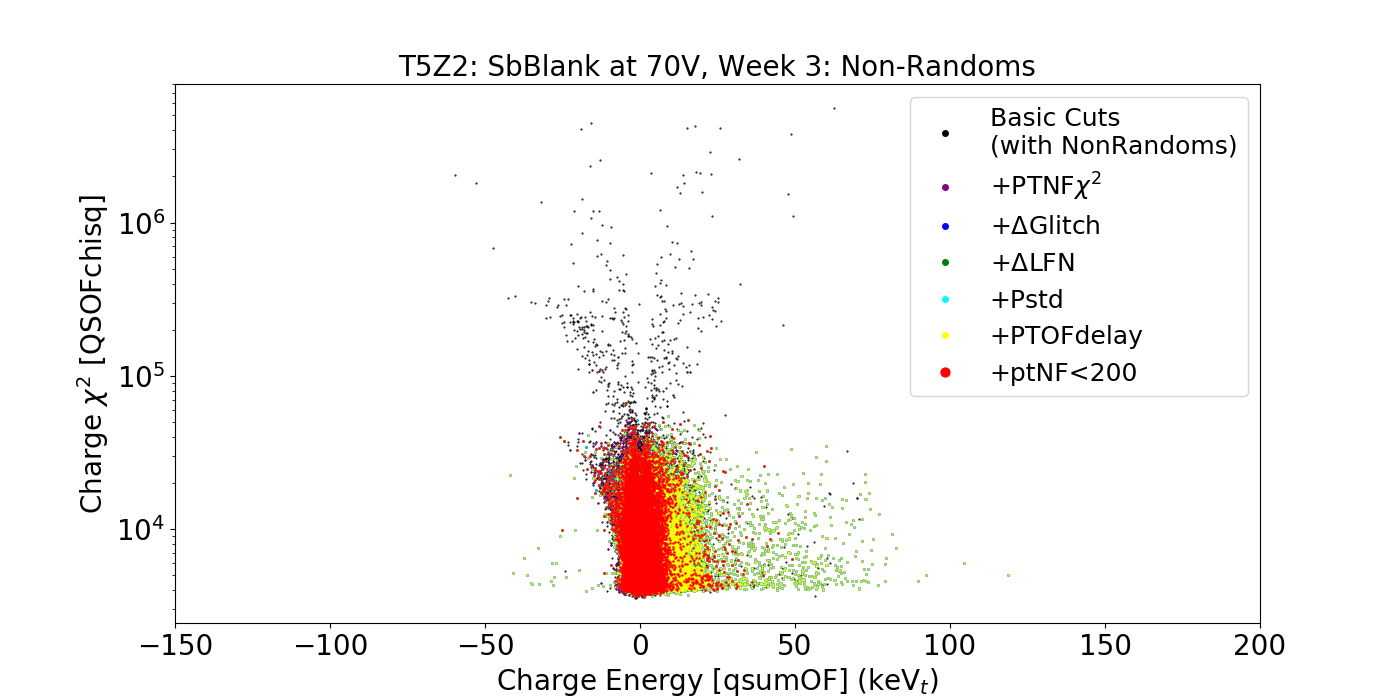 T5Z2: SbBlank at 70V, Week 3: Non-Randoms
Charge χ² [QSOFchisq]
10⁶
10⁵
10⁴
Basic Cuts
(with NonRandoms)
+PTNFχ²
+ΔGlitch
+ΔLFN
+Pstd
+PTOFdelay
+ptNF<200
−150 −100 −50 0 50 100 150 200
Charge Energy [qsumOF] (keVₜ)